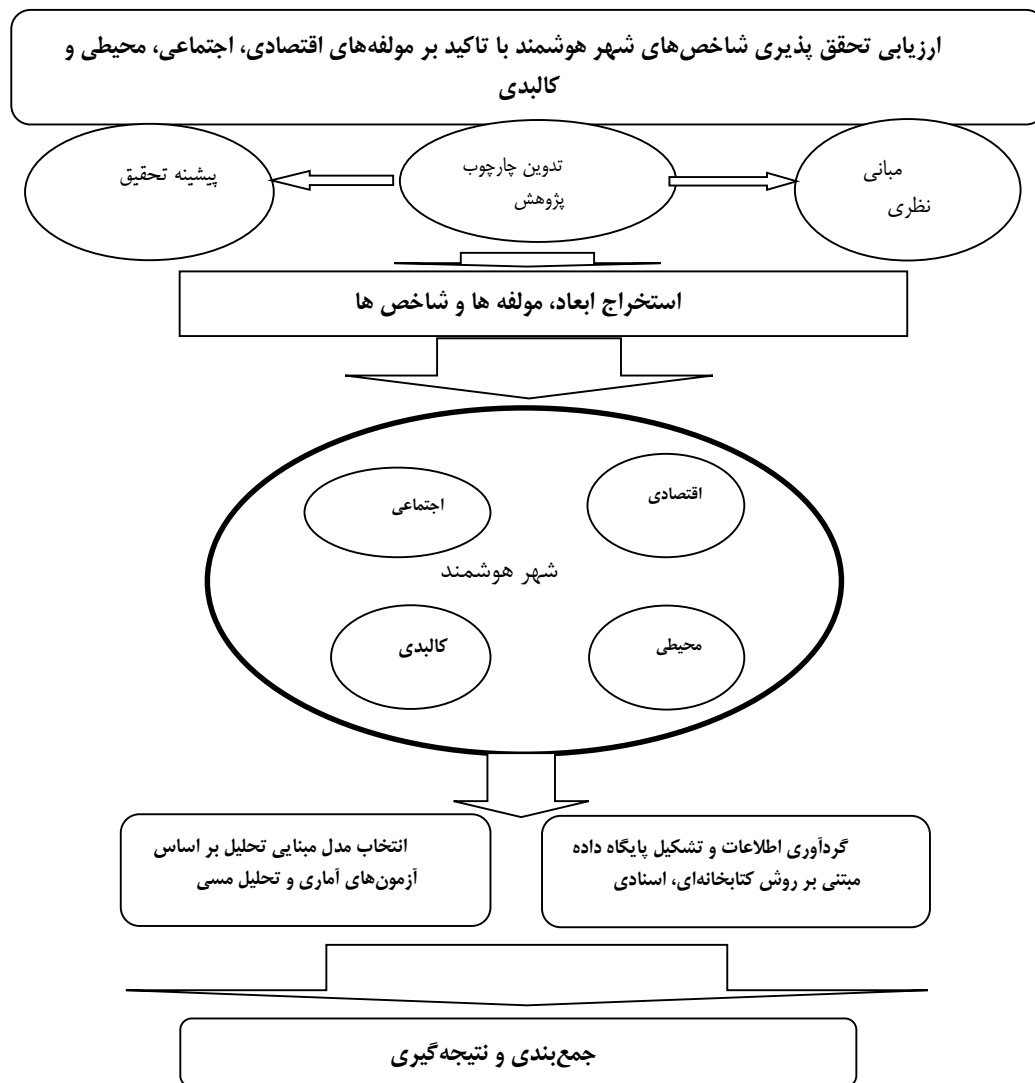 ارزیابی تحقق پذیری شاخص‌های شهر هوشمند با تاکید بر مولفه‌های اقتصادی، اجتماعی، محیطی و
کالبدی
مبانی
نظری
تدوین چارچوب
پژوهش
پیشینه تحقیق
استخراج ابعاد، مولفه ها و شاخص ها
اقتصادی
اجتماعی
شهر هوشمند
محیطی
کالبدی
گردآوری اطلاعات و تشکیل پایگاه داده
مبتنی بر روش کتابخانه‌ای، اسنادی
انتخاب مدل مبنایی تحلیل بر اساس
آزمون‌های آماری و تحلیل مسی
جمع‌بندی و نتیجه‌گیری